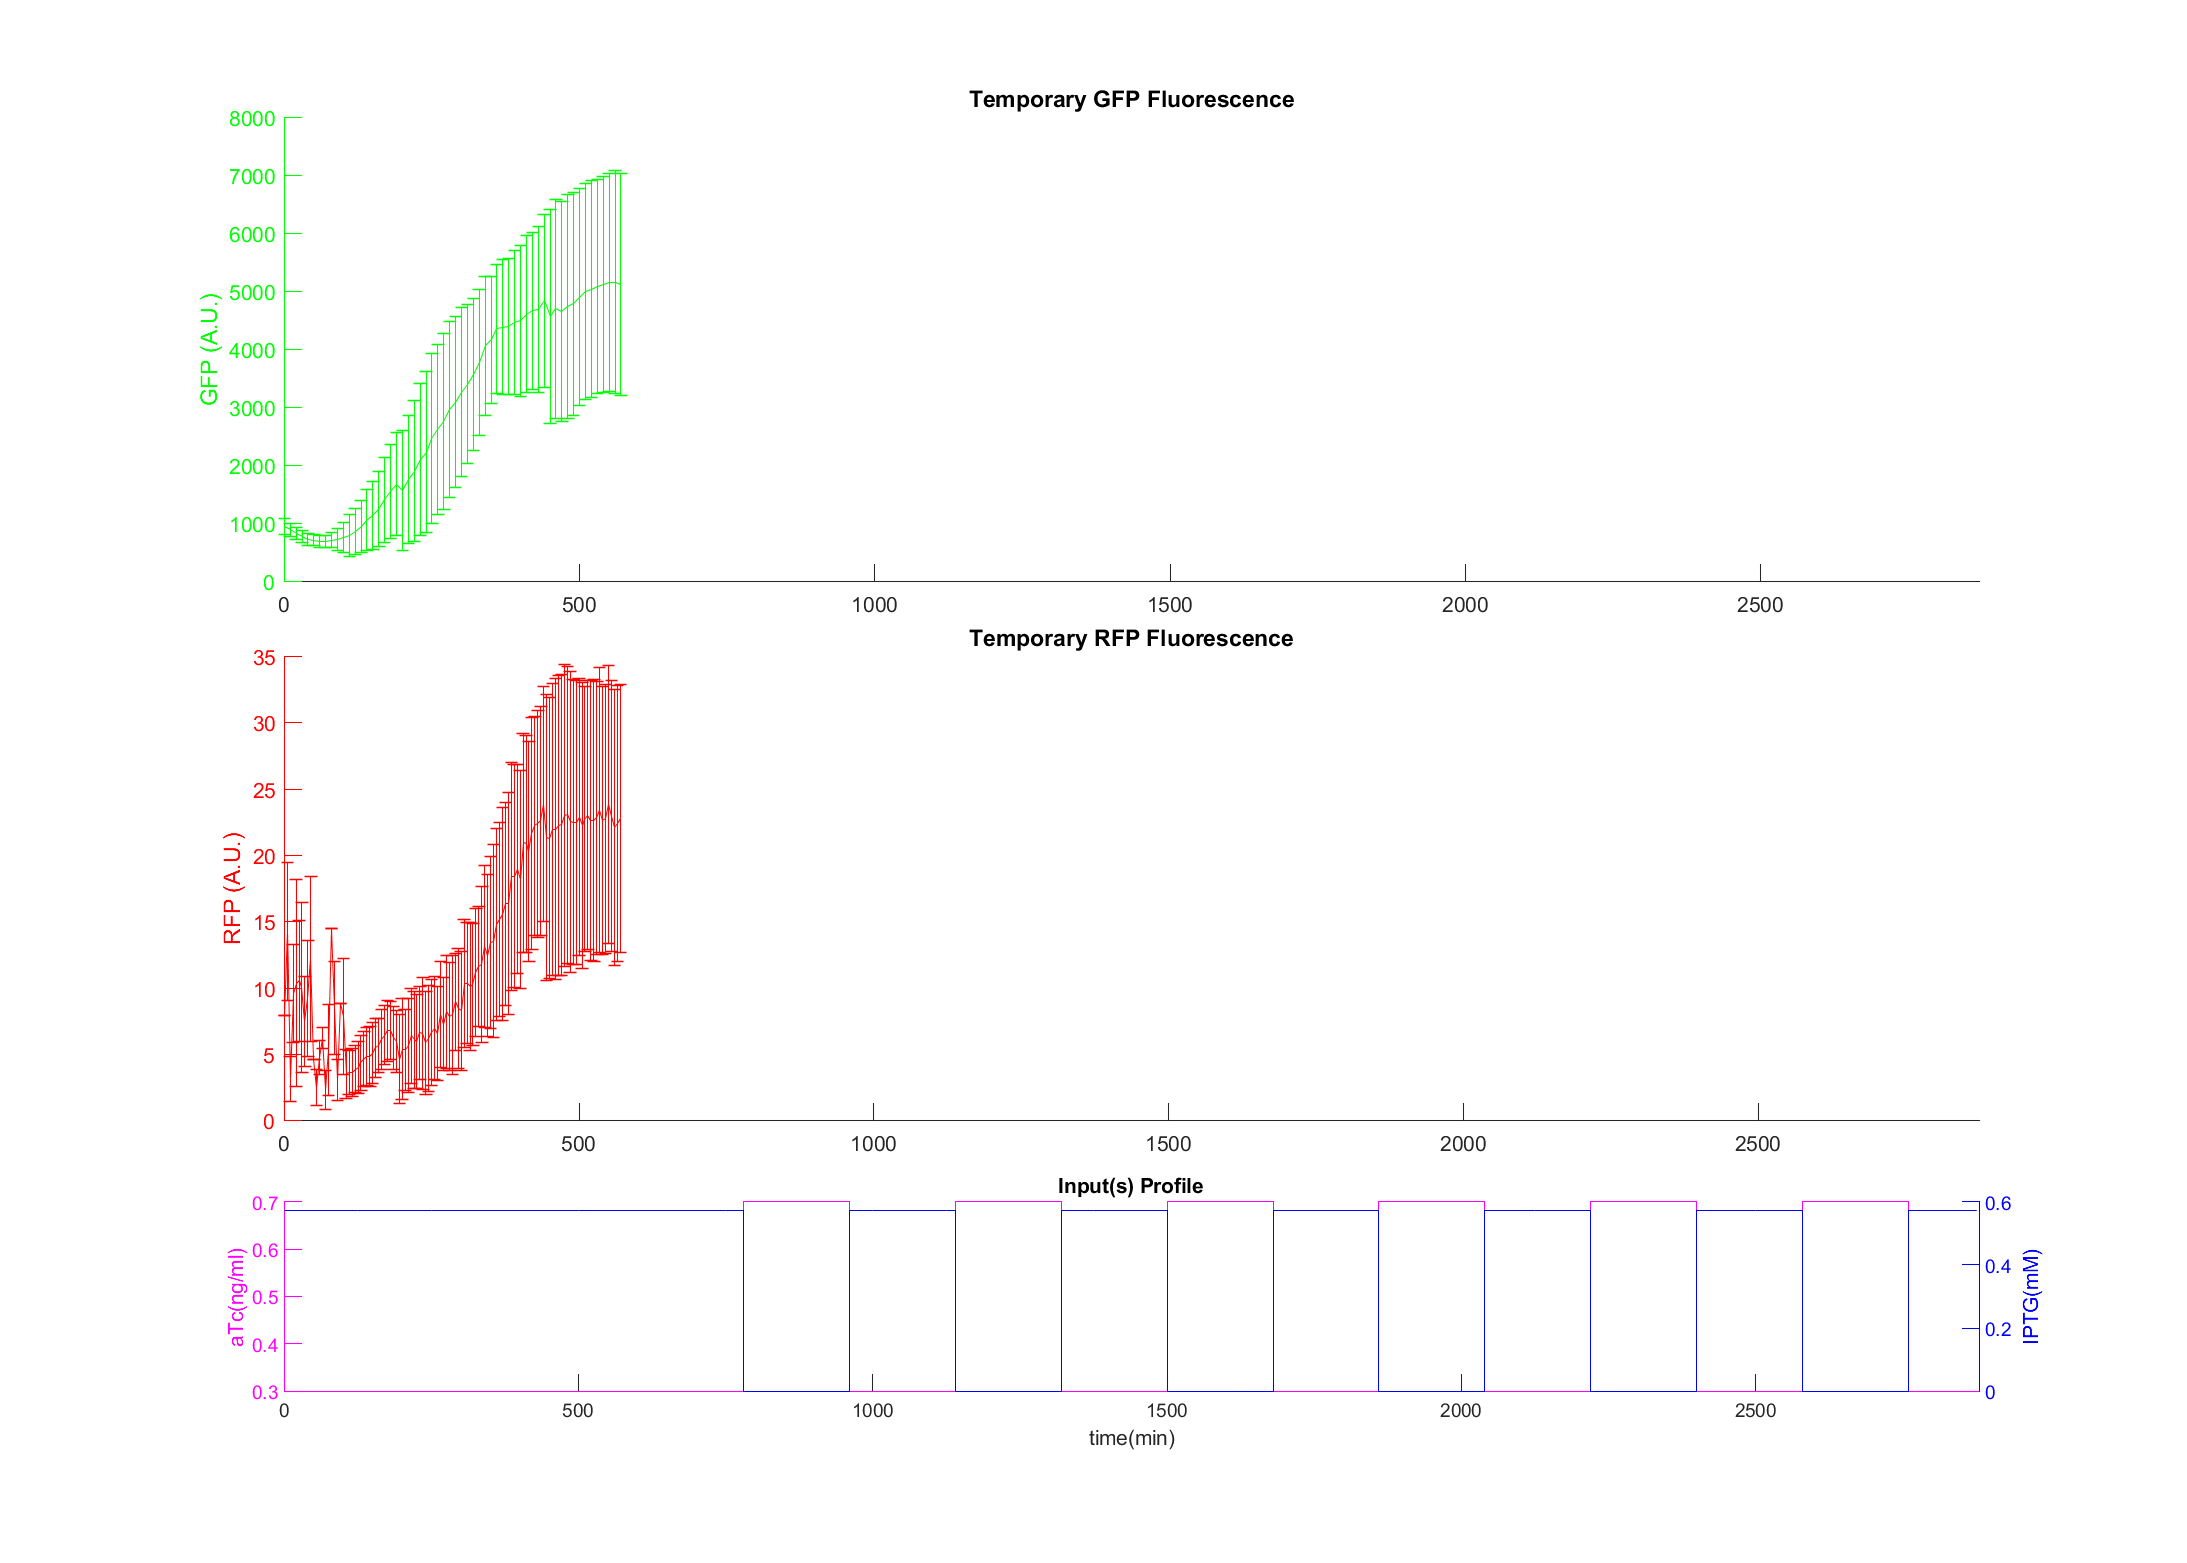 Temporary GFP Fluorescence
8000
7000
6000
5000
4000
3000
2000
1000
0
GFP (A.U.)
0 500 1000 1500 2000 2500
Temporary RFP Fluorescence
35
30
25
20
15
10
5
0
RFP (A.U.)
0 500 1000 1500 2000 2500
Input(s) Profile
0.7
0.6
0.5
0.4
0.3
aTc(ng/ml)
0.6
0.4
0.2
0
IPTG(mM)
0 500 1000 1500 2000 2500
time(min)